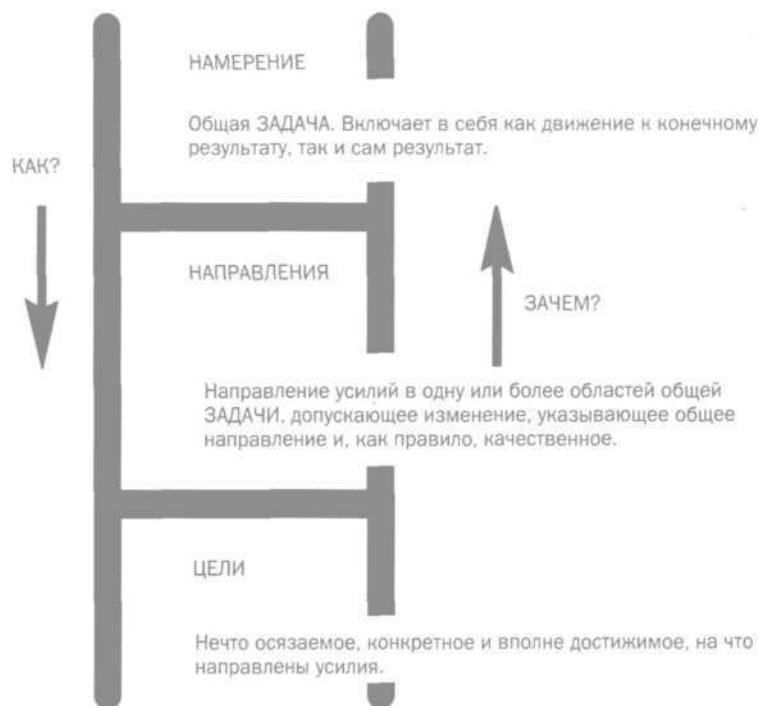 НАМЕРЕНИЕ
Общая ЗАДАЧА. Включает в себя как движение к конечному
результату, так и сам результат.
КАК?
НАПРАВЛЕНИЯ
ЗАЧЕМ?
Направление усилий в одну или более областей общей
ЗАДАЧИ, допускающее изменение, указывающее общее
направление и, как правило, качественное.
ЦЕЛИ
Нечто осязаемое, конкретное и вполне достижимое, на что
направлены усилия.